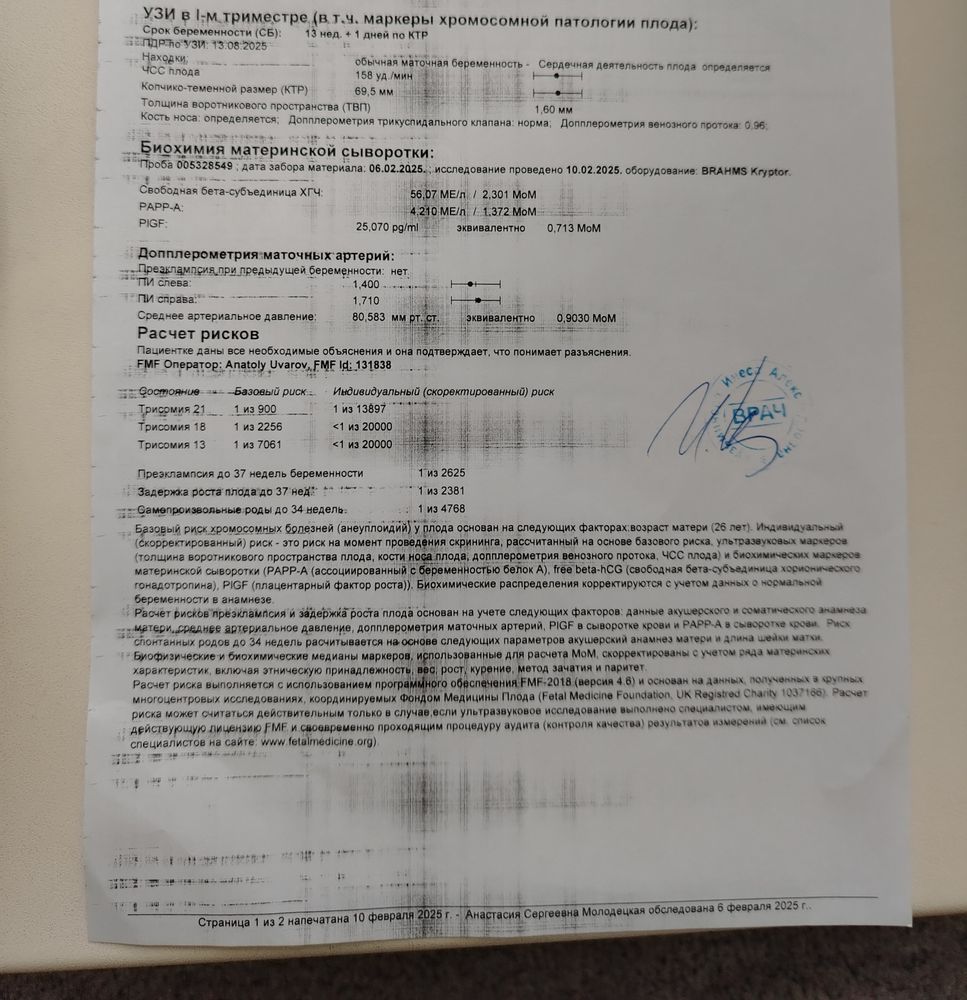 УЗИ в I-м триместре (в т.ч. маркеры хромосомной патологии плода):
Срок беременности (СБ): 13 нед. + 1 дней по КТР
ПДР по УЗИ: 13.08.2025
Находки: обычная маточная беременность - Сердечная деятельность плода определяется
ЧСС плода 158 уд./мин
Копчико-теменной размер (КТР) 69,5 мм
Толщина воротникового пространства (ТВП) 1,60 мм
Кость носа: определяется; Допплерометрия трикуспидального клапана: норма; Допплерометрия венозного протока: 0.96;
Биохимия материнской сыворотки:
Проба 005328549 ; дата забора материала: 06.02.2025. ; исследование проведено 10.02.2025. оборудование: BRAHMS Kryptor.
Свободная бета-субъединица ХГЧ: 56,07 МЕ/л / 2,301 МоМ
PAPP-A: 4,210 МЕ/л / 1,372 МоМ
PlGF: 25,070 pg/ml эквивалентно 0,713 МоМ
Допплерометрия маточных артерий:
Преэклампсия при предыдущей беременности: нет.
ПИ слева: 1,400
ПИ справа: 1,710
Среднее артериальное давление: 80,583 мм рт. ст. эквивалентно 0,9030 МоМ
Расчет рисков
Пациентке даны все необходимые объяснения и она подтверждает, что понимает разъяснения.
FMF Оператор: Anatoly Uvarov, FMF Id: 131838
Состояние Базовый риск Индивидуальный (скоректированный) риск
Трисомия 21 1 из 900 1 из 13897
Трисомия 18 1 из 2256 <1 из 20000
Трисомия 13 1 из 7061 <1 из 20000
ВРАЧ
Преэклампсия до 37 недель беременности 1 из 2625
Задержка роста плода до 37 нед. 1 из 2381
Самопроизвольные роды до 34 недель. 1 из 4768
Базовый риск хромосомных болезней (анеуплоидий) у плода основан на следующих факторах:возраст матери (26 лет). Индивидуальный
(скорректированный) риск - это риск на момент проведения скрининга, рассчитанный на основе базового риска, ультразвуковых маркеров
(толщина воротникового пространства плода, кости носа плода, допплерометрия венозного протока, ЧСС плода) и биохимических маркеров
материнской сыворотки (PAPP-A (ассоциированный с беременностью белок А), free beta-hCG (свободная бета-субъединица хорионического
гонадотропина), PlGF (плацентарный фактор роста)). Биохимические распределения корректируются с учетом данных о нормальной
беременности в анамнезе.
Расчет рисков преэклампсия и задержка роста плода основан на учете следующих факторов: данные акушерского и соматического анамнеза
матери, среднее артериальное давление, допплерометрия маточных артерий, PlGF в сыворотке крови и PAPP-A в сыворотке крови. Риск
спонтанных родов до 34 недель расчитывается на основе следующих параметров акушерский анамнез матери и длина шейки матки.
Биофизические и биохимические медианы маркеров, использованные для расчета МоМ, скорректированы с учетом ряда материнских
характеристик, включая этническую принадлежность, вес, рост, курение, метод зачатия и паритет.
Расчет риска выполняется с использованием программного обеспечения FMF-2018 (версия 4.6) и основан на данных, полученных в крупных
многоцентровых исследованиях, координируемых Фондом Медицины Плода (Fetal Medicine Foundation, UK Registred Charity 1037166). Расчет
риска может считаться действительным только в случае,если ультразвуковое исследование выполнено специалистом, имеющим
действующую лицензию FMF и своевременно проходящим процедуру аудита (контроля качества) результатов измерений (см. список
специалистов на сайте: www.fetalmedicine.org).
Страница 1 из 2 напечатана 10 февраля 2025 г. - Анастасия Сергеевна Молодецкая обследована 6 февраля 2025 г..